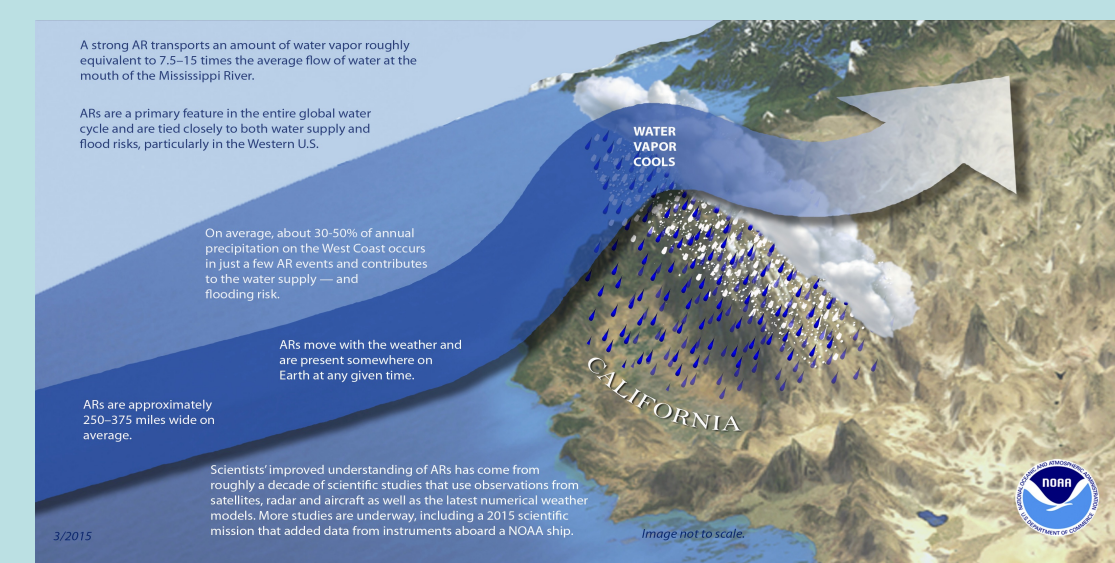 A strong AR transports an amount of water vapor roughly
equivalent to 7.5–15 times the average flow of water at the
mouth of the Mississippi River.
ARs are a primary feature in the entire global water
cycle and are tied closely to both water supply and
flood risks, particularly in the Western U.S.
WATER
VAPOR
COOLS
On average, about 30-50% of annual
precipitation on the West Coast occurs
in just a few AR events and contributes
to the water supply — and
flooding risk.
ARs move with the weather and
are present somewhere on
Earth at any given time.
CALIFORNIA
ARs are approximately
250–375 miles wide on
average.
Scientists' improved understanding of ARs has come from
roughly a decade of scientific studies that use observations from
satellites, radar and aircraft as well as the latest numerical weather
models. More studies are underway, including a 2015 scientific
mission that added data from instruments aboard a NOAA ship.
3/2015
Image not to scale.
NATIONAL OCEANIC AND ATMOSPHERIC ADMINISTRATION
NOAA
U.S. DEPARTMENT OF COMMERCE